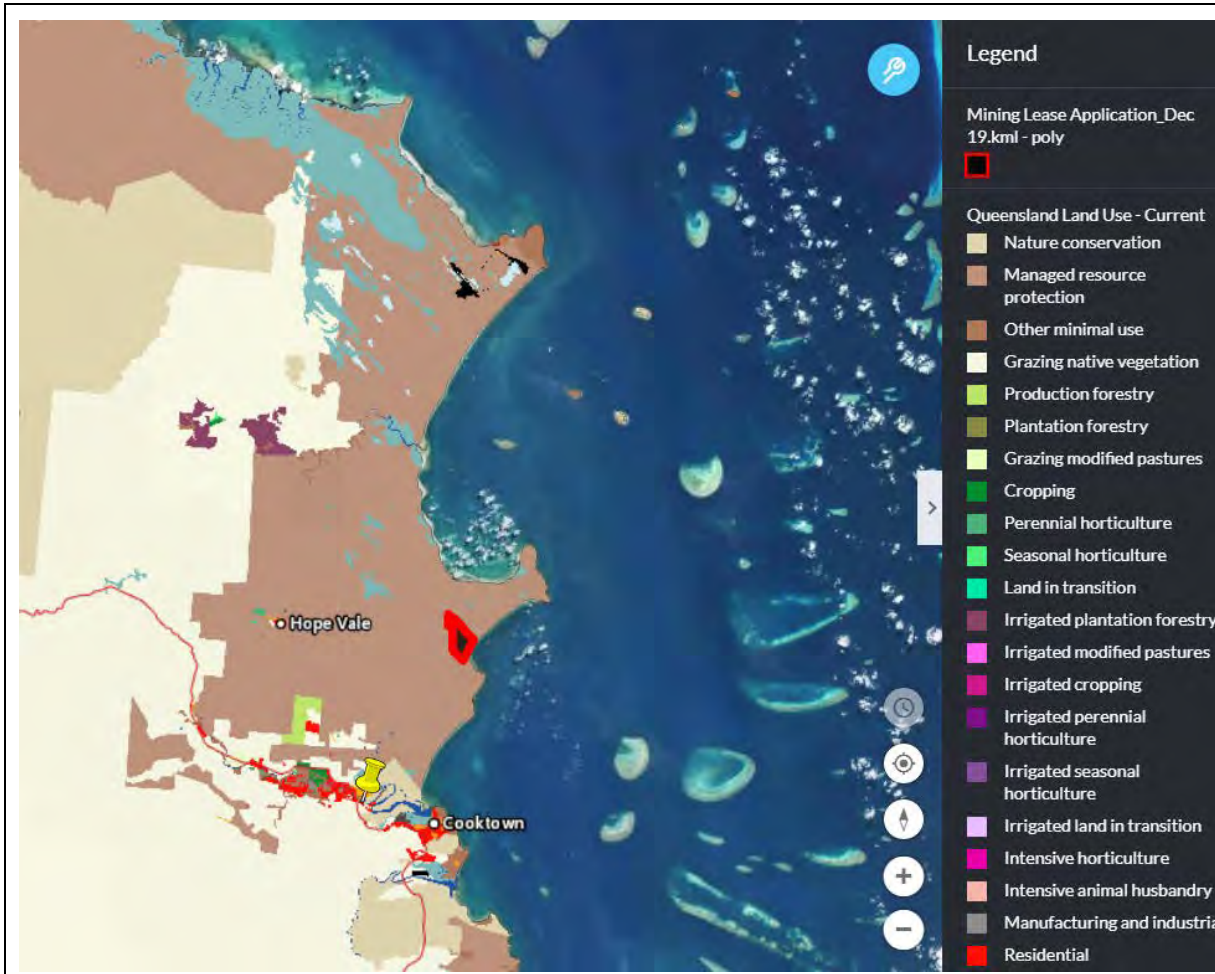 Legend
Mining Lease Application_Dec
19.kml - poly
Queensland Land Use - Current
Nature conservation
Managed resource
protection
Other minimal use
Grazing native vegetation
Production forestry
Plantation forestry
Grazing modified pastures
Cropping
Perennial horticulture
Seasonal horticulture
Land in transition
Irrigated plantation forestry
Irrigated modified pastures
Irrigated cropping
Irrigated perennial
horticulture
Irrigated seasonal
horticulture
Irrigated land in transition
Intensive horticulture
Intensive animal husbandry
Manufacturing and industria
Residential
Hope Vale
Cooktown